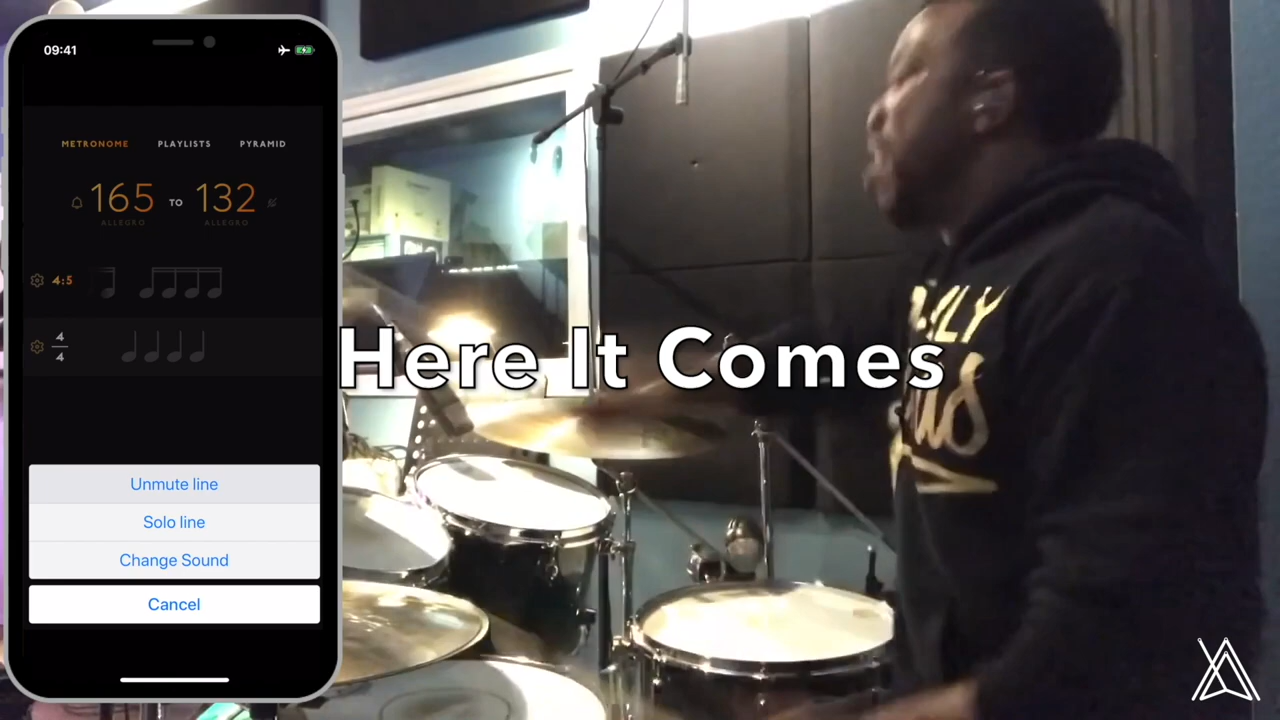 09:41
METRONOME PLAYLISTS PYRAMID
165 TO 132
ALLEGRO ALLEGRO
4:5
4
4
Here It Comes
Unmute line
Solo line
Change Sound
Cancel